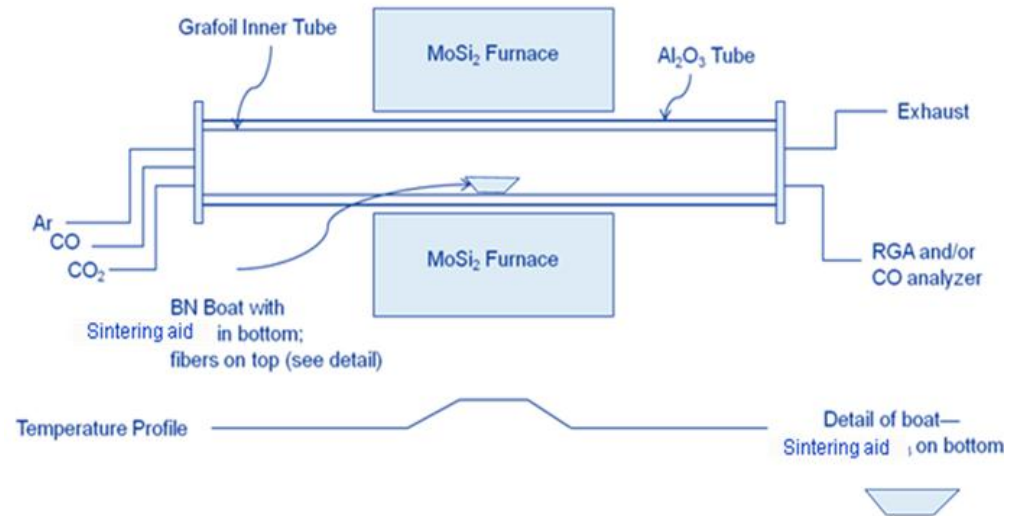 Grafoil Inner Tube
MoSi₂ Furnace
Al₂O₃ Tube
Exhaust
Ar
CO
CO₂
MoSi₂ Furnace
RGA and/or
CO analyzer
BN Boat with
Sintering aid in bottom;
fibers on top (see detail)
Temperature Profile
Detail of boat—
Sintering aid , on bottom